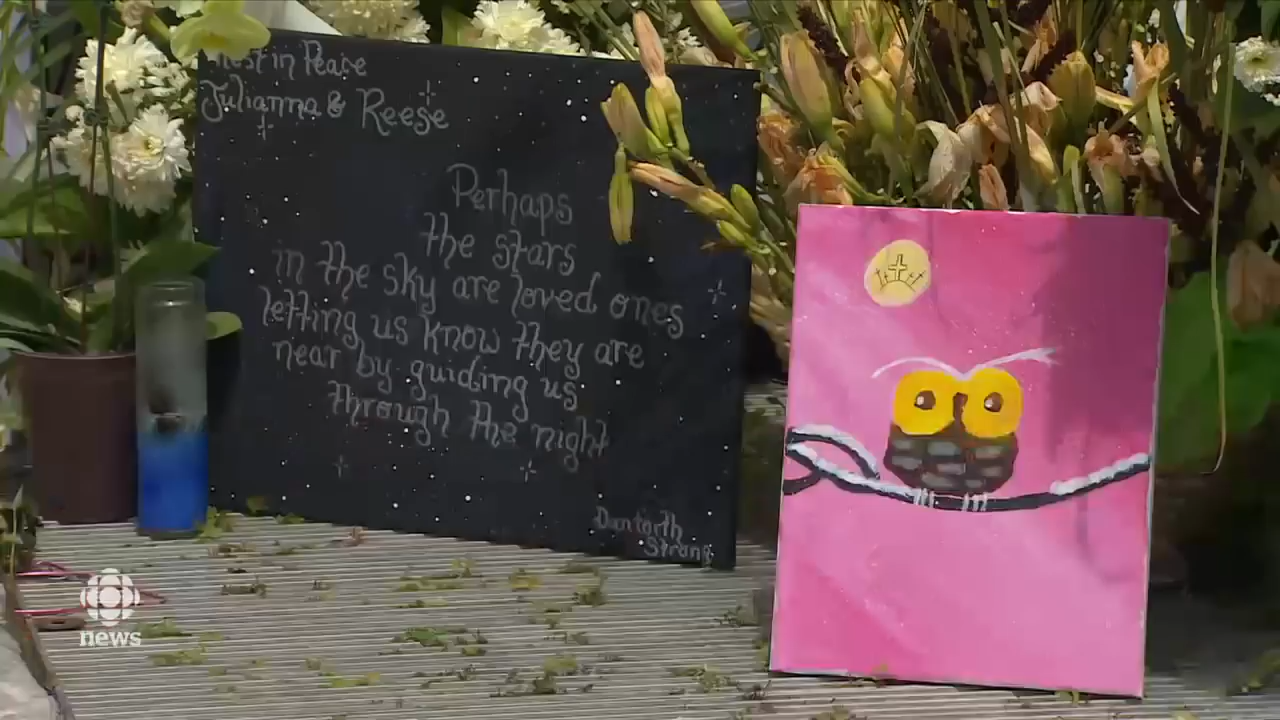 Rest in Peace
Julianna & Reese
Perhaps
the stars
in the sky are loved ones
letting us know they are
near by guiding us
through the night
Danforth
Strong
news